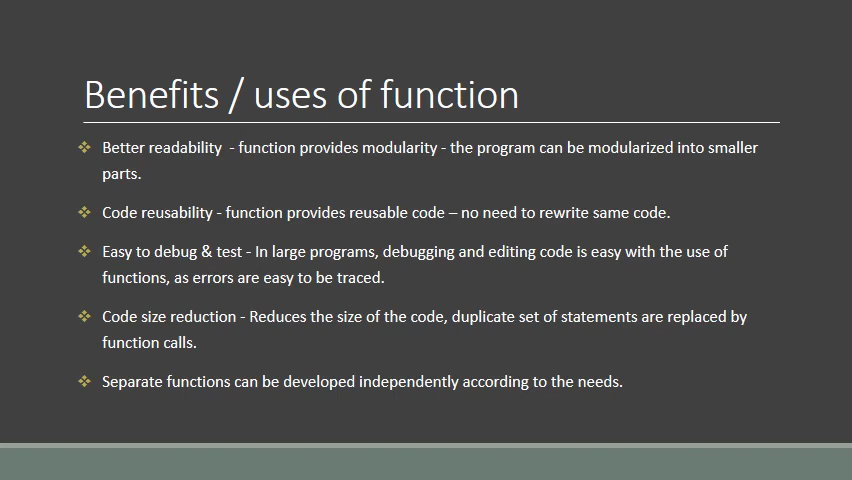 Benefits / uses of function
❖ Better readability  - function provides modularity - the program can be modularized into smaller
parts.
❖ Code reusability - function provides reusable code – no need to rewrite same code.
❖ Easy to debug & test - In large programs, debugging and editing code is easy with the use of
functions, as errors are easy to be traced.
❖ Code size reduction - Reduces the size of the code, duplicate set of statements are replaced by
function calls.
❖ Separate functions can be developed independently according to the needs.